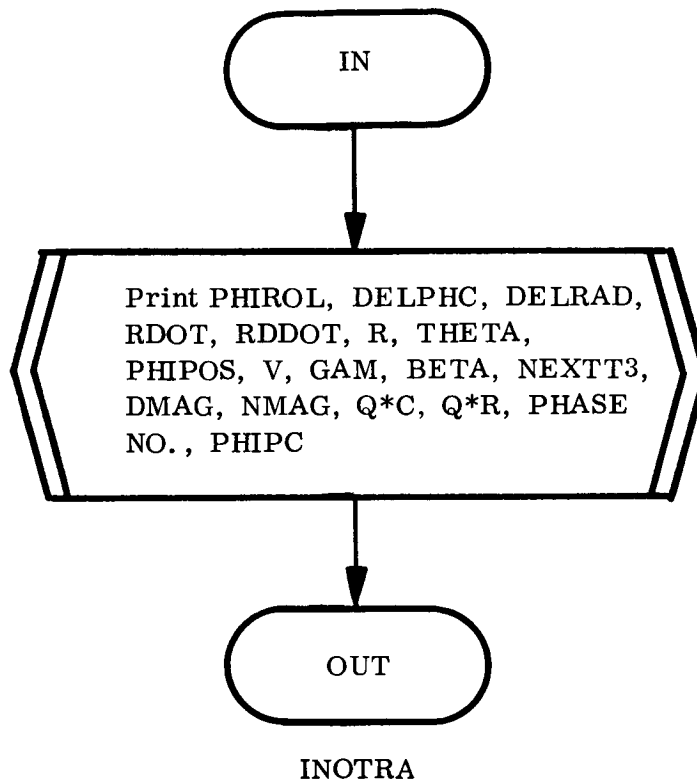 IN
Print PHIROL, DELPHC, DELRAD,
RDOT, RDDOT, R, THETA,
PHIPOS, V, GAM, BETA, NEXTT3,
DMAG, NMAG, Q*C, Q*R, PHASE
NO., PHIPC
OUT
INOTRA